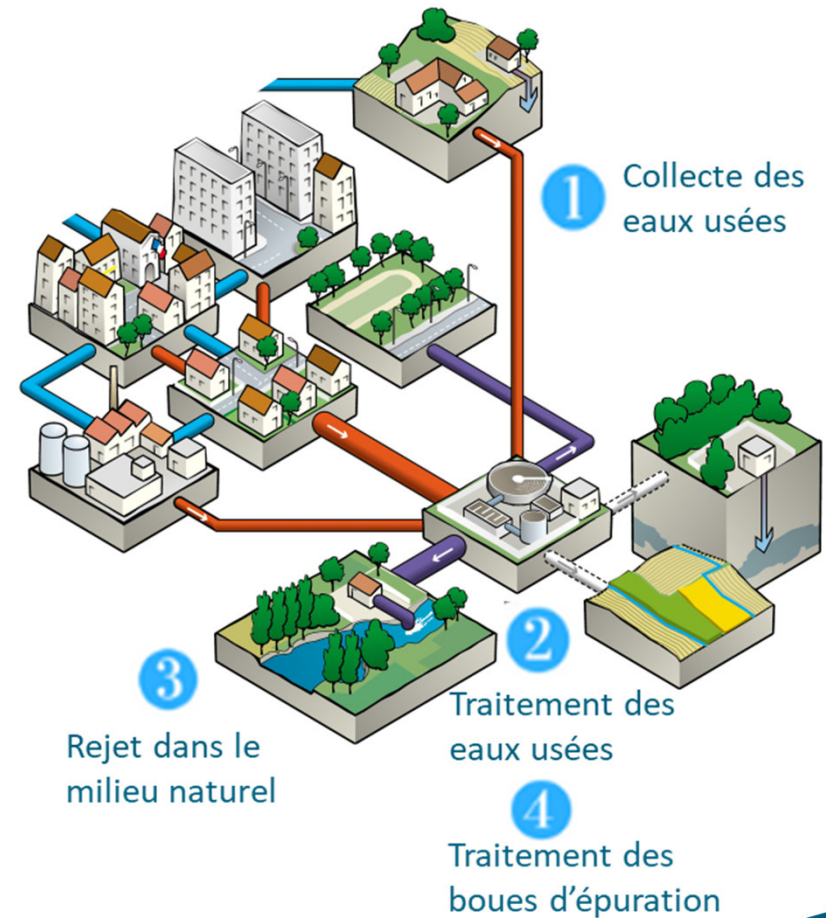 1
Collecte des
eaux usées
2
Traitement des
eaux usées
3
Rejet dans le
milieu naturel
4
Traitement des
boues d'épuration